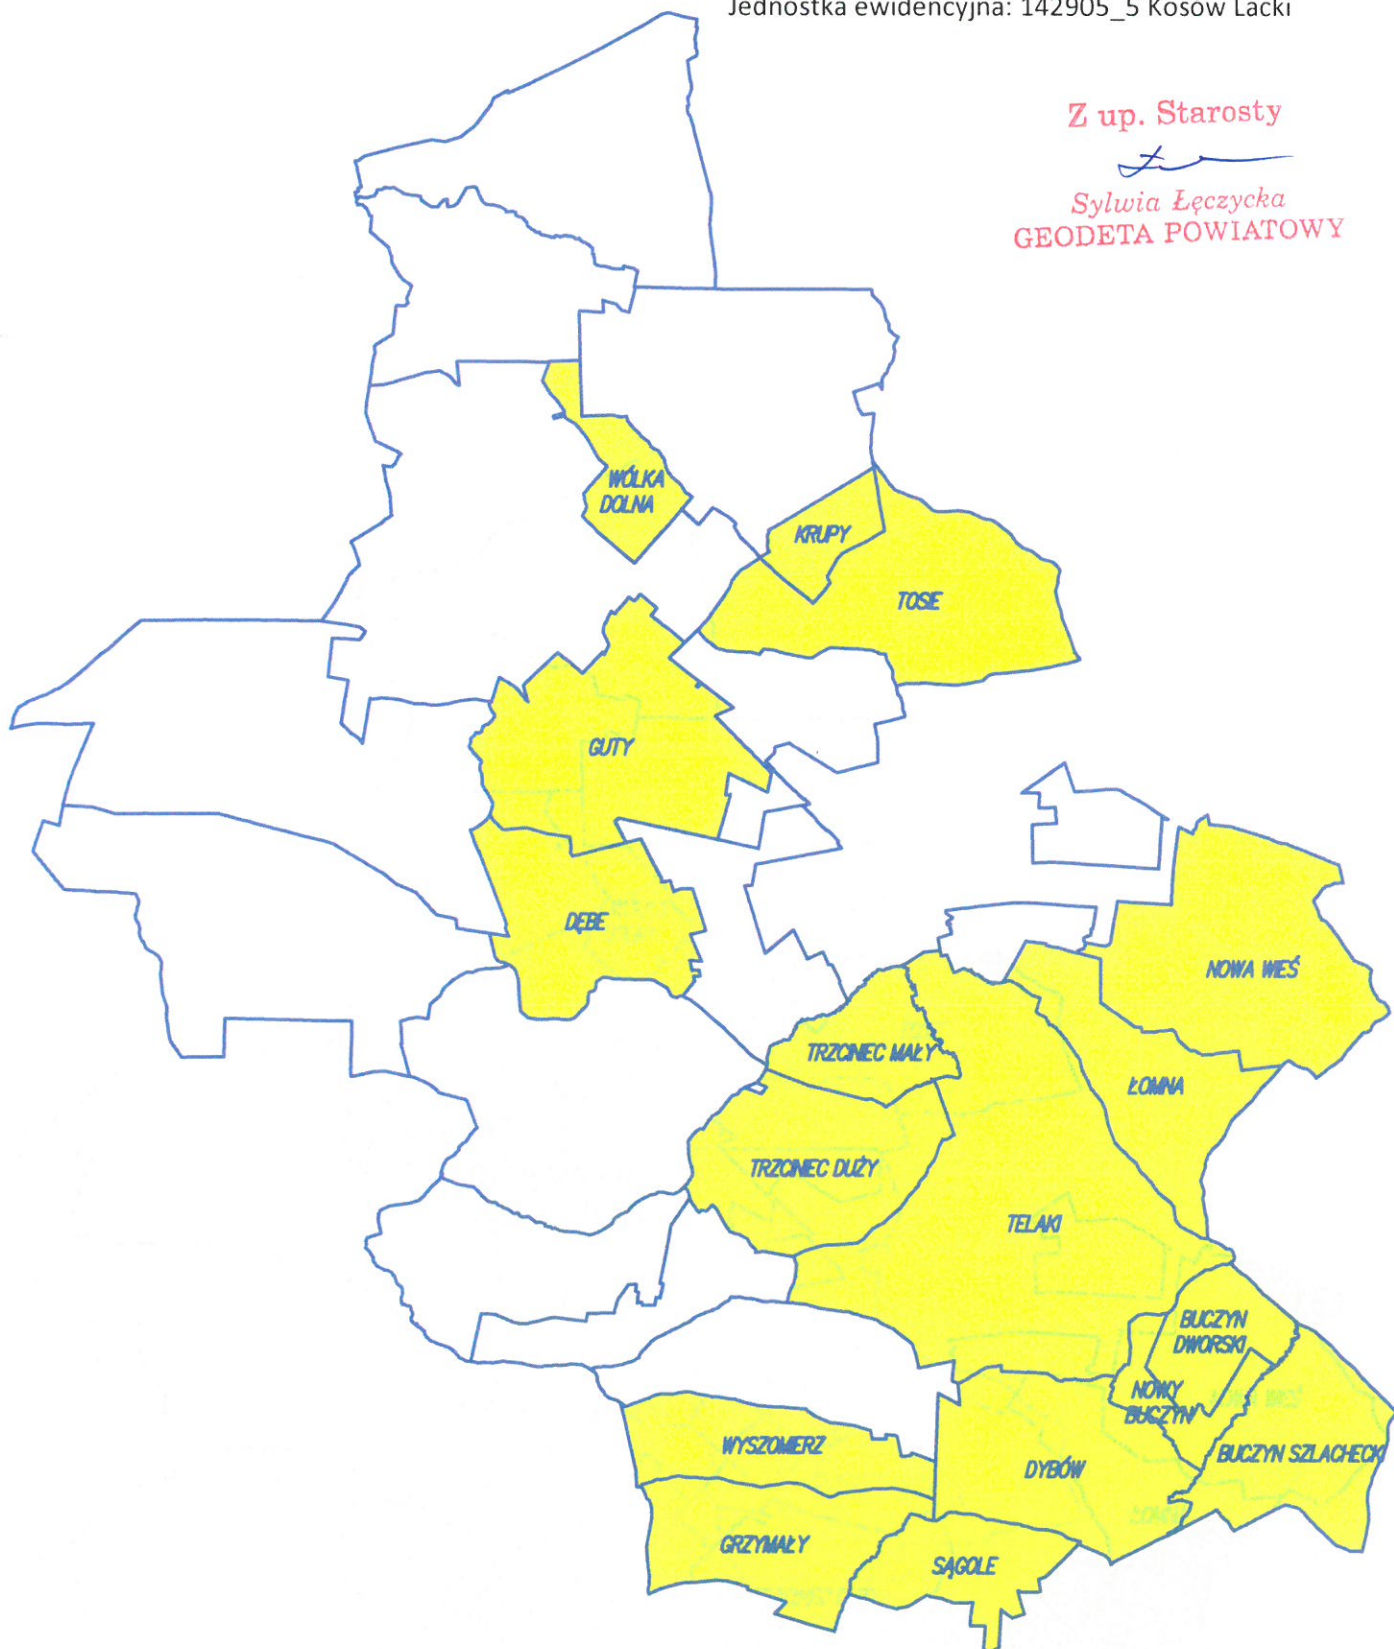 Jednostka ewidencyjna: 142905_5 Kosów Lacki
Z up. Starosty
Sylwia Łęczycka
GEODETA POWIATOWY
WÓLKA
DOLNA
KRUPY
TOSIE
GUTY
DĘBE
NOWA WIEŚ
TRZCINIEC MAŁY
ŁOMNA
TRZCINIEC DUŻY
TELAKI
BUCZYN
DWORSKI
NOWY
BUCZYN
WYSZOMIERZ
DYBÓW
BUCZYN SZLACHECKI
GRZYMAŁY
SĄGOLE